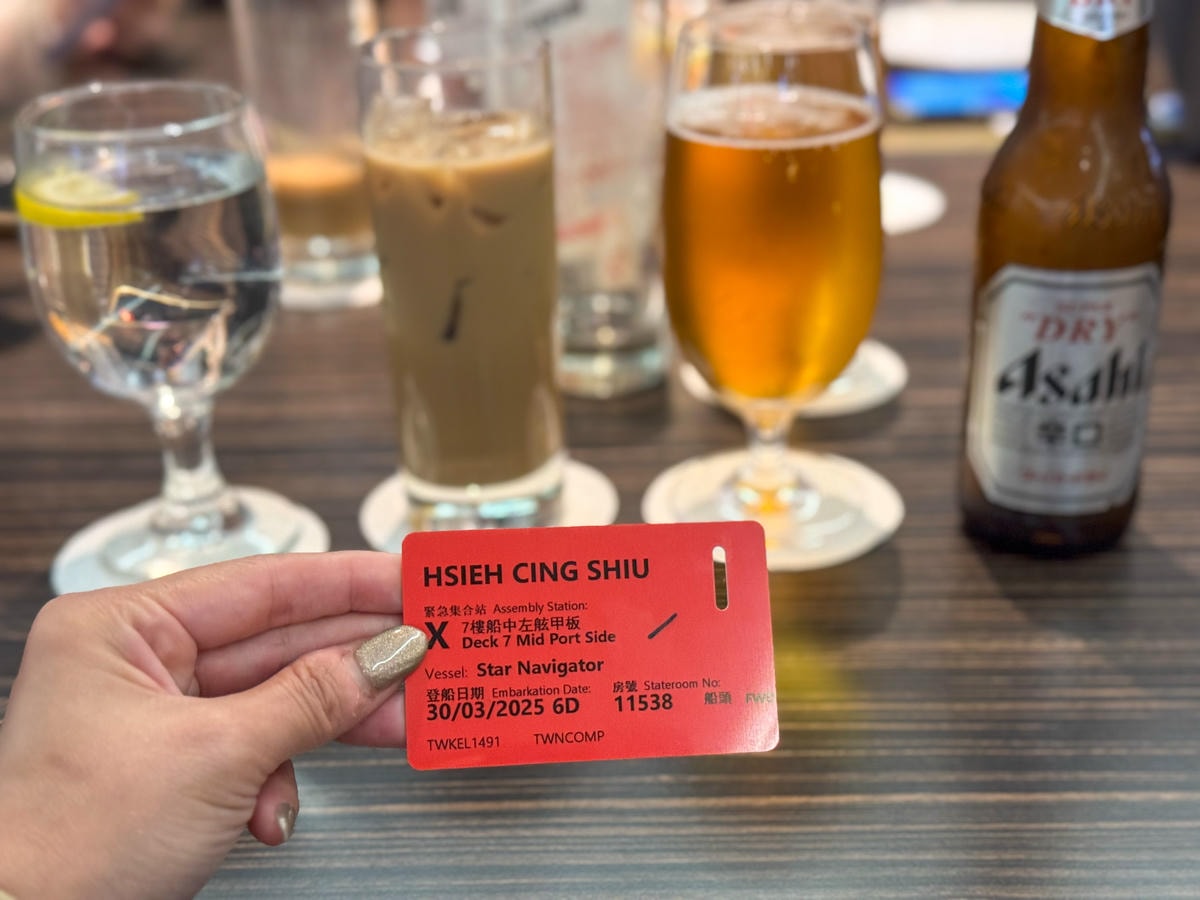 DRY
Asahi
辛口
HSIEH CING SHIU
緊急集合站 Assembly Station:
X 7樓船中左舷甲板
Deck 7 Mid Port Side
Vessel: Star Navigator
登船日期 Embarkation Date: 房號 Stateroom No:
30/03/2025 6D 11538 船頭 FWD
TWKEL1491 TWNCOMP